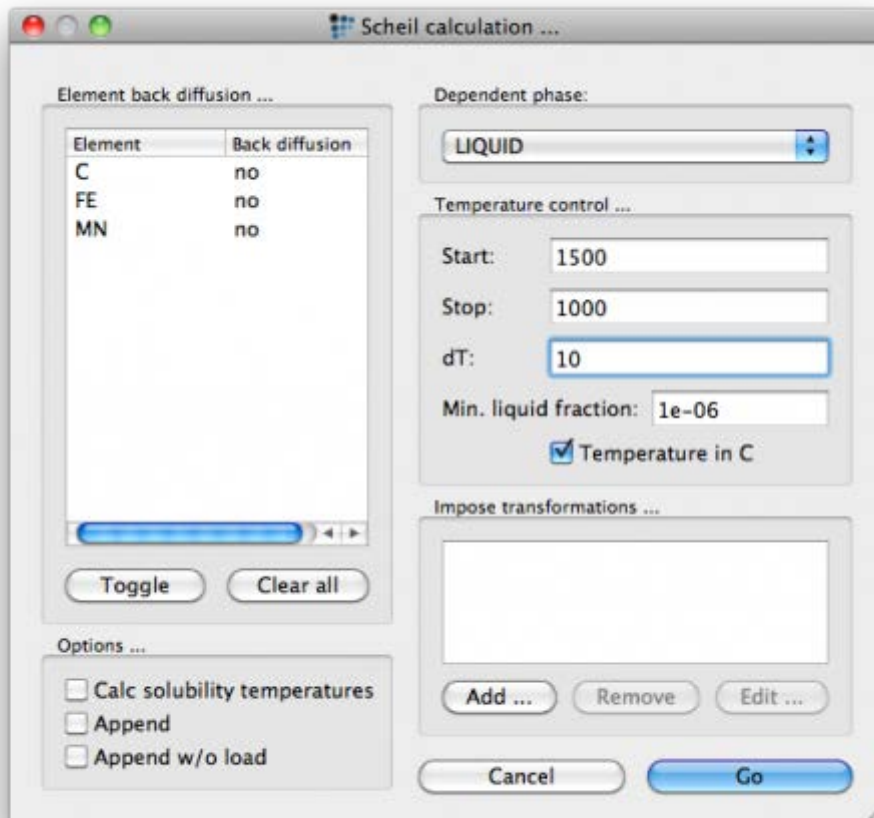 Scheil calculation ...
Element back diffusion ...
Element Back diffusion
C no
FE no
MN no
Toggle Clear all
Options ...
Calc solubility temperatures
Append
Append w/o load
Dependent phase:
LIQUID
Temperature control ...
Start: 1500
Stop: 1000
dT: 10
Min. liquid fraction: 1e-06
Temperature in C
Impose transformations ...
Add ... Remove Edit ...
Cancel Go